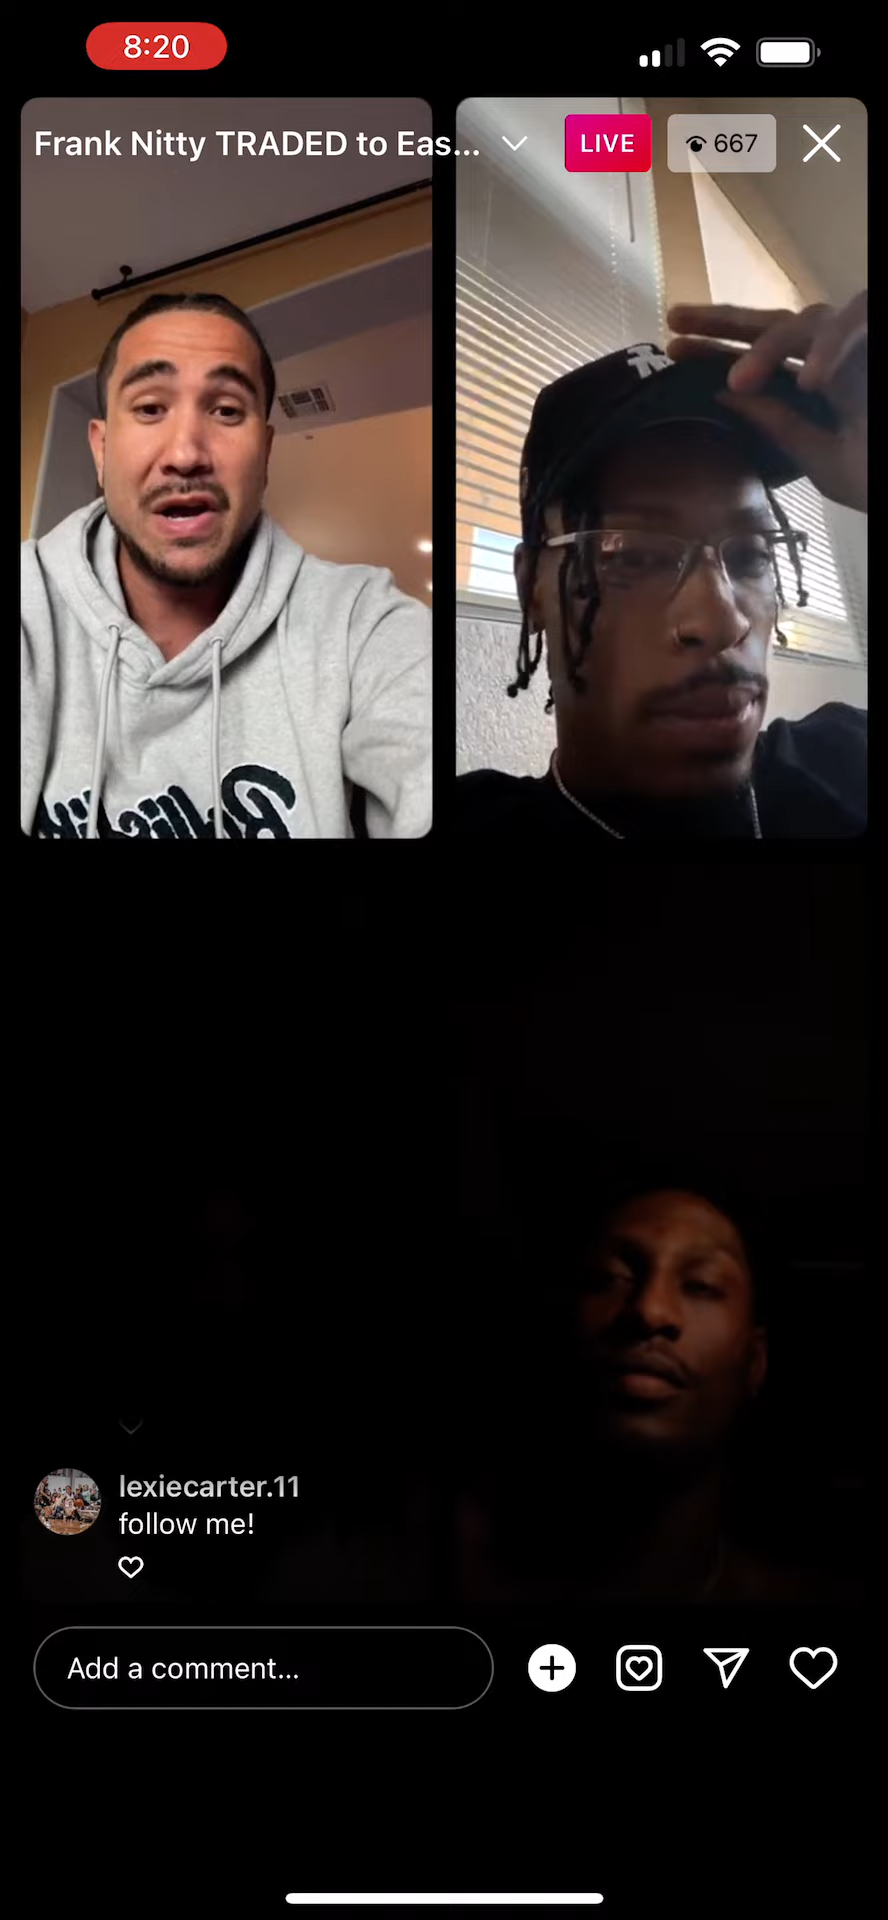 8:20
Frank Nitty TRADED to Eas...
LIVE
667
lexiecarter.11
follow me!
Add a comment...